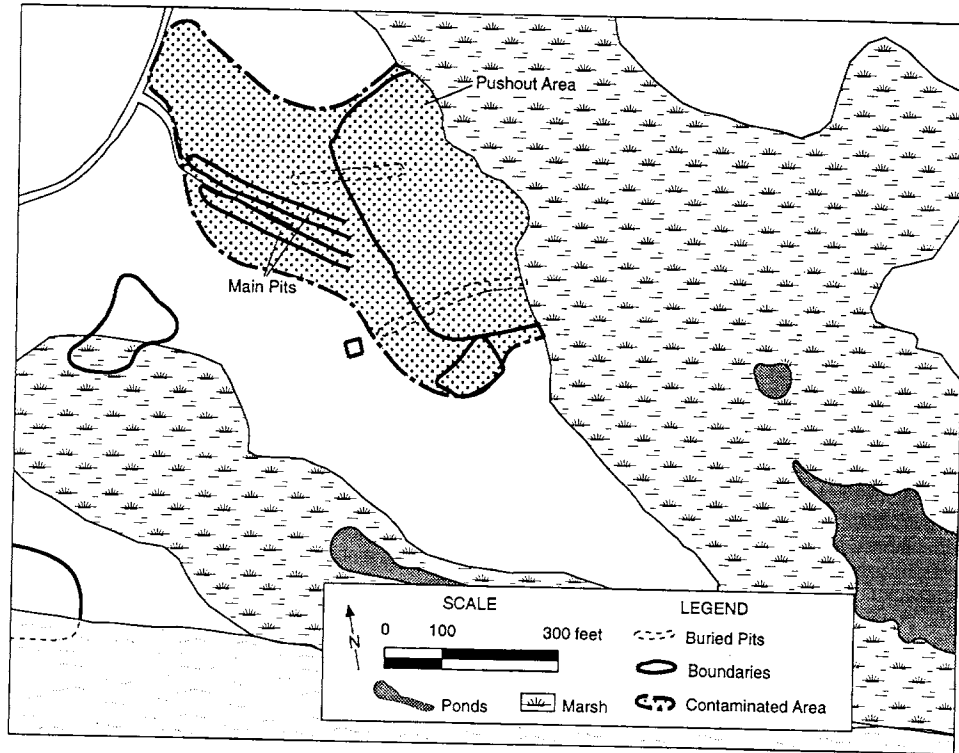 Pushout Area
Main Pits
N
SCALE
0 100 300 feet
Ponds
Marsh
LEGEND
Buried Pits
Boundaries
Contaminated Area